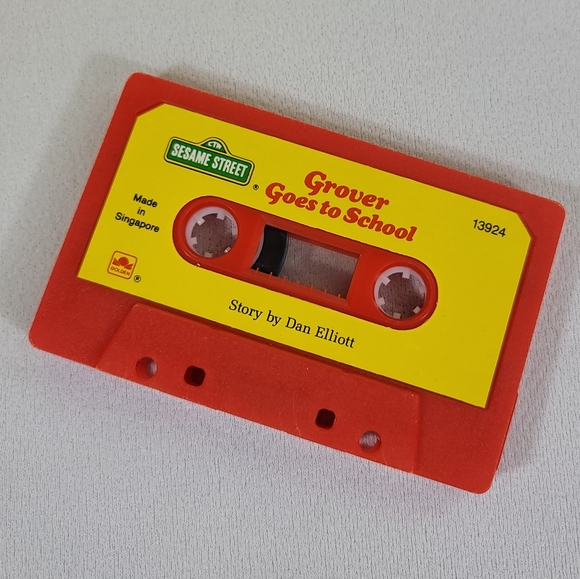 CTW
SESAME STREET
®
Grover
Goes to School
13924
Made
in
Singapore
GOLDEN
®
Story by Dan Elliott